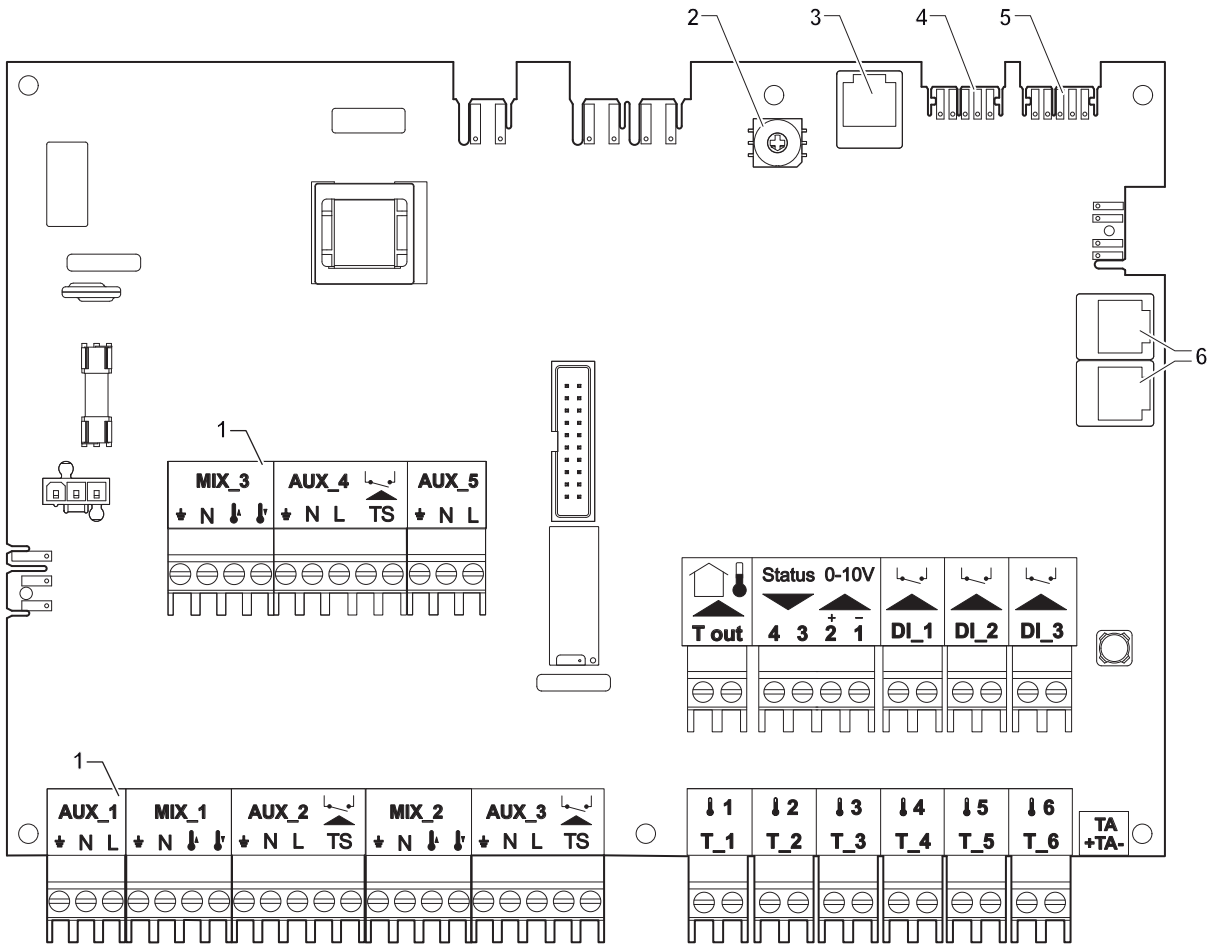 2 3 4 5
6
1
MIX_3 AUX_4 AUX_5
N N L TS N L
Status 0-10V
+ −
T out 4 3 2 1 DI_1 DI_2 DI_3
1
AUX_1 MIX_1 AUX_2 MIX_2 AUX_3
N L N N L TS N N L TS
1 2 3 4 5 6
T_1 T_2 T_3 T_4 T_5 T_6
TA
+TA-